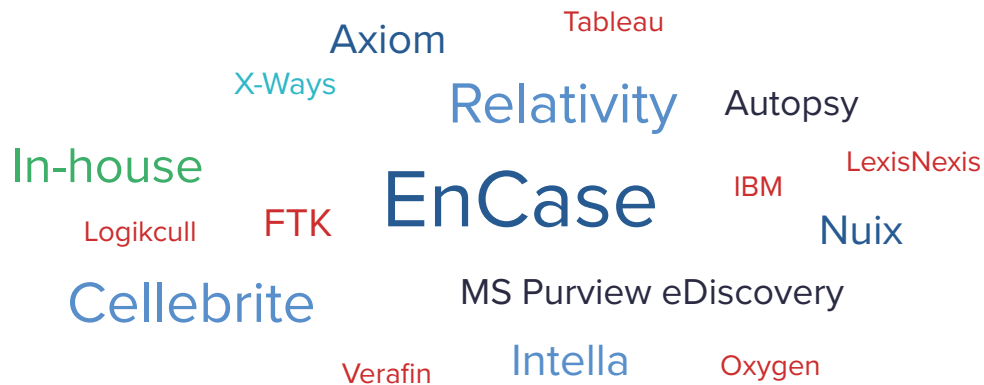 Tableau
Axiom
X-Ways
Relativity
Autopsy
In-house
LexisNexis
EnCase
IBM
Logikcull
FTK
Nuix
Cellebrite
MS Purview eDiscovery
Verafin
Intella
Oxygen